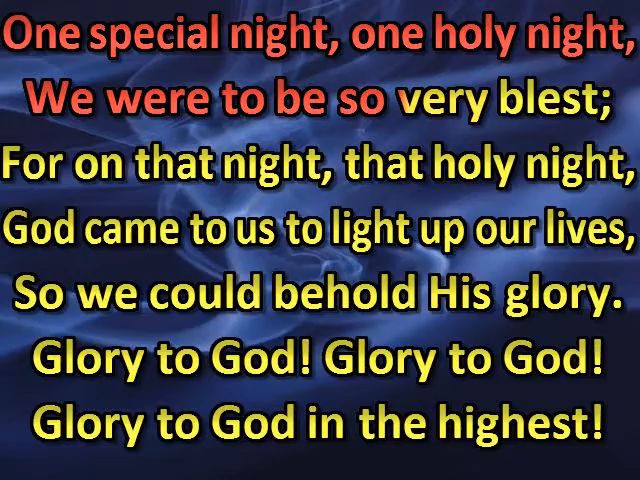 One special night, one holy night,
We were to be so very blest;
For on that night, that holy night,
God came to us to light up our lives,
So we could behold His glory.
Glory to God! Glory to God!
Glory to God in the highest!